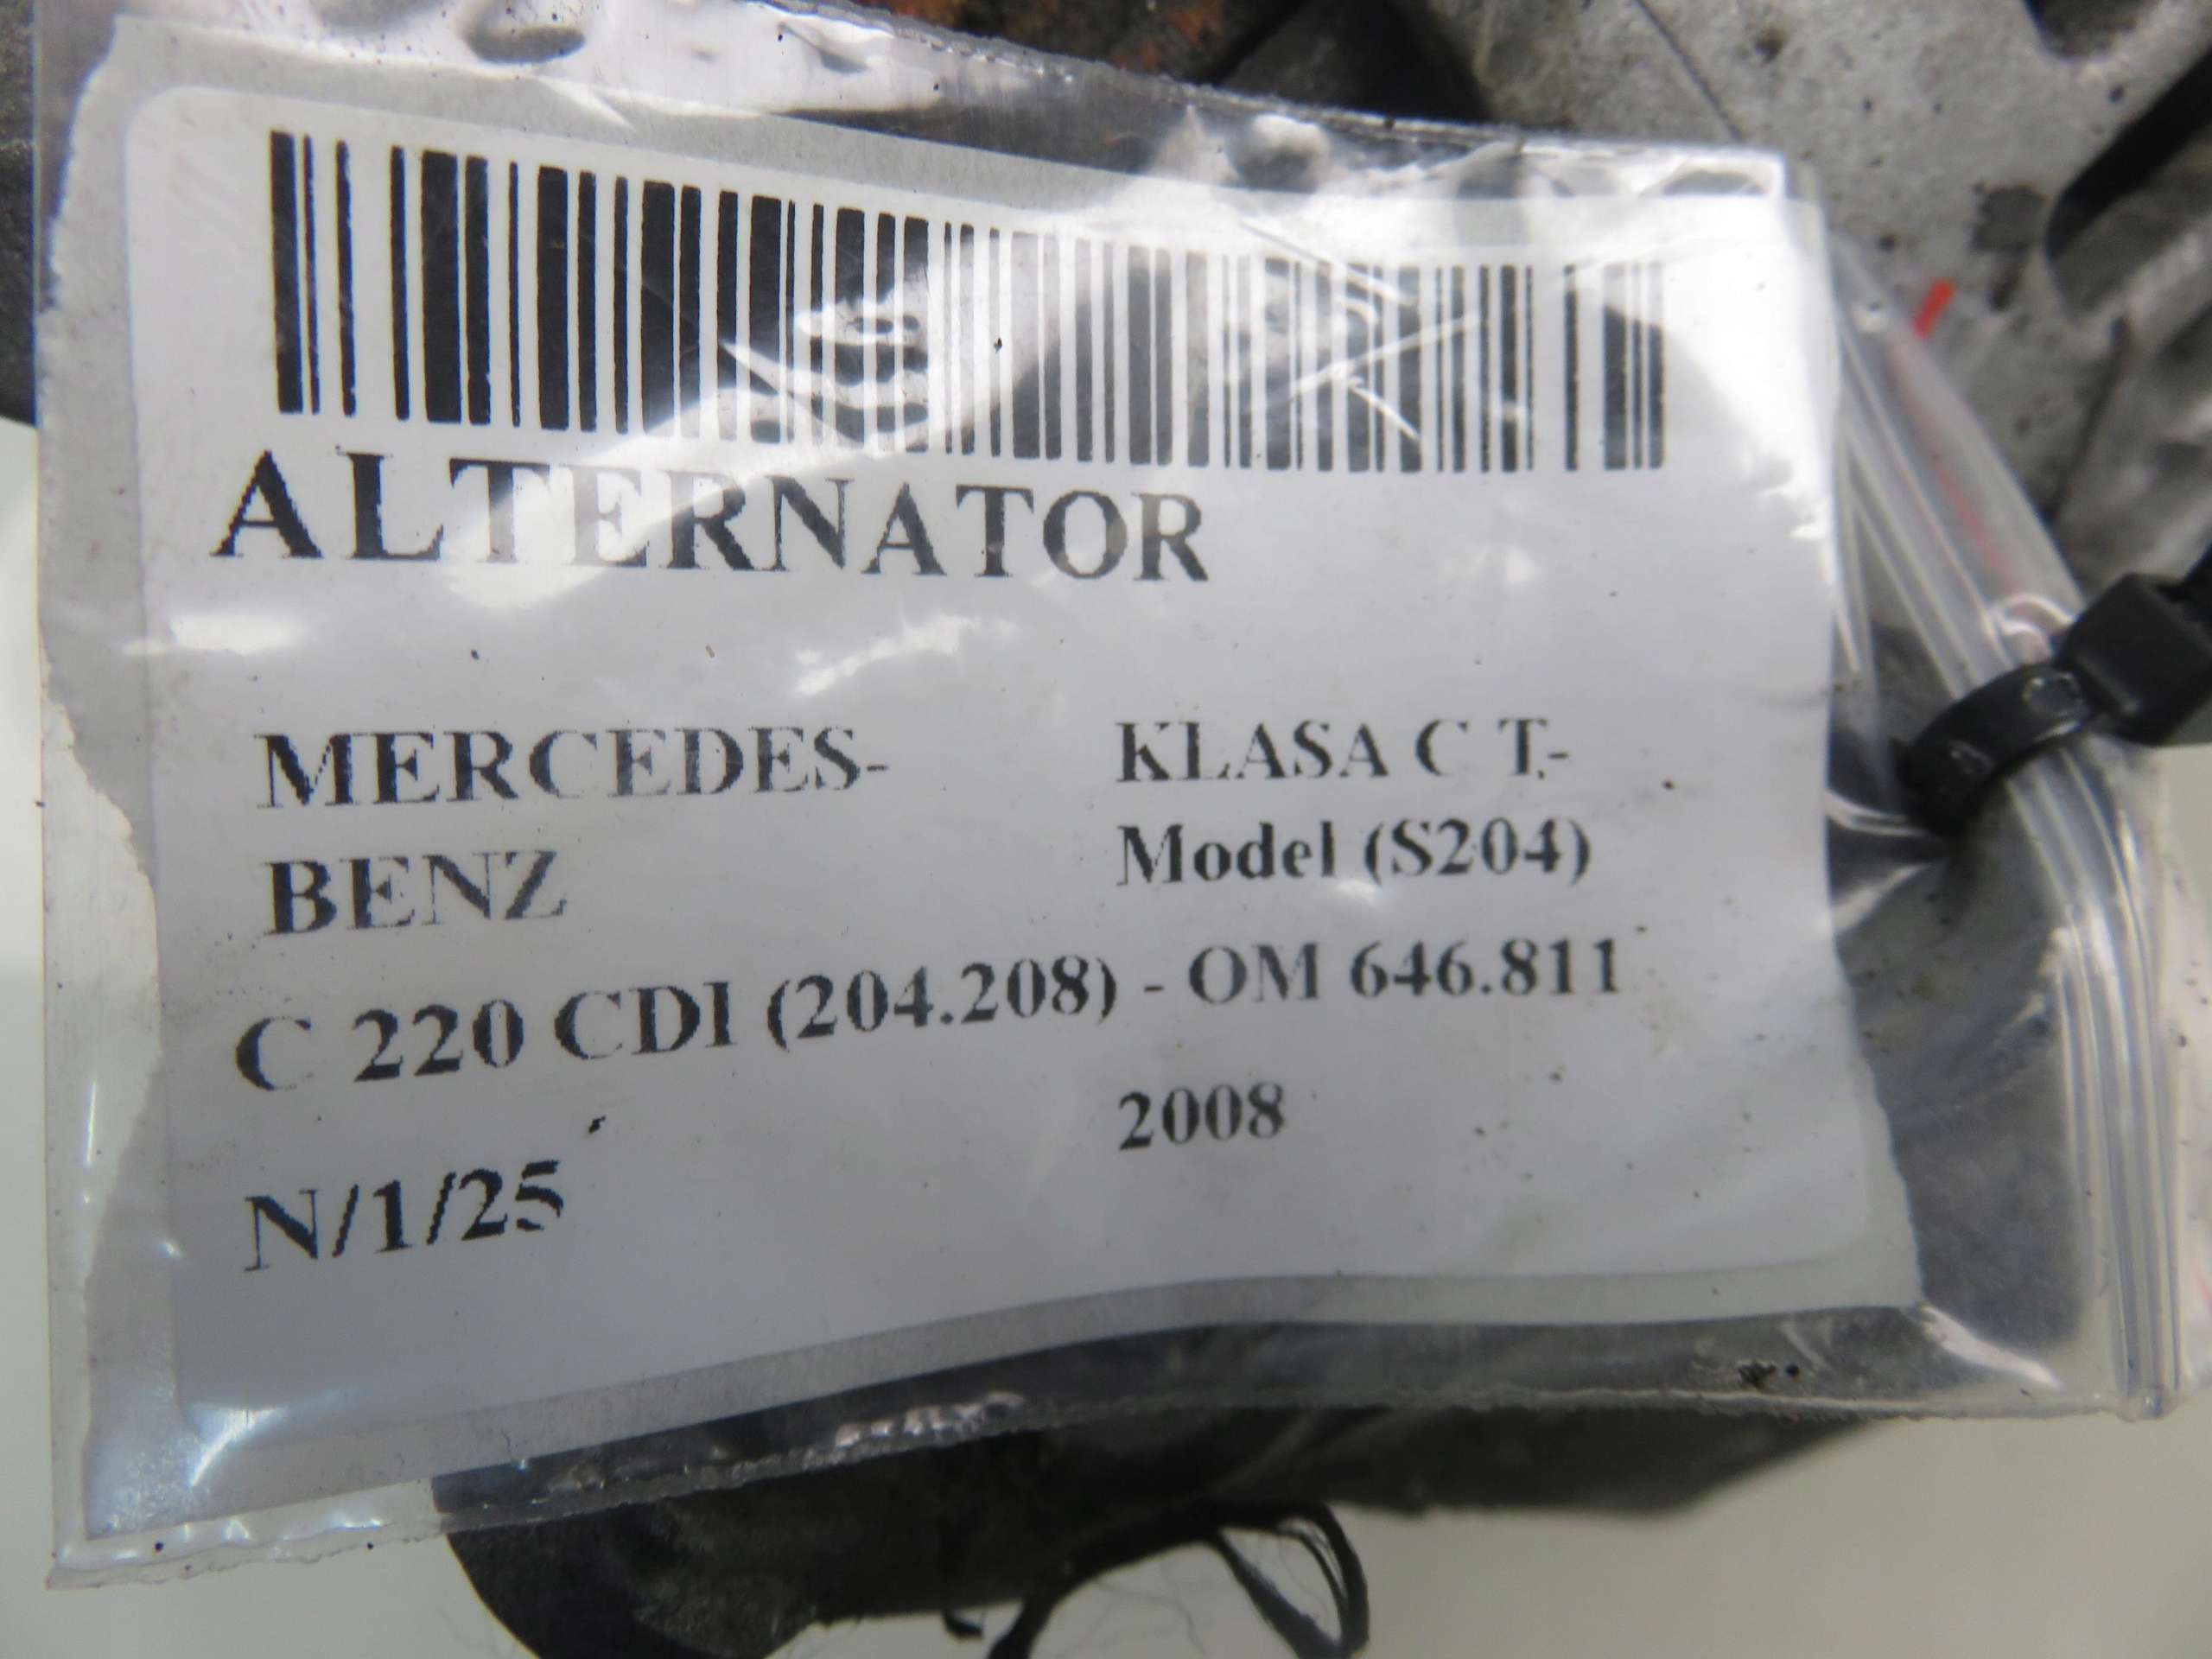 ALTERNATOR
MERCEDES-
BENZ
KLASA C T-
Model (S204)
C 220 CDI (204.208) - OM 646.811
2008
N/1/25